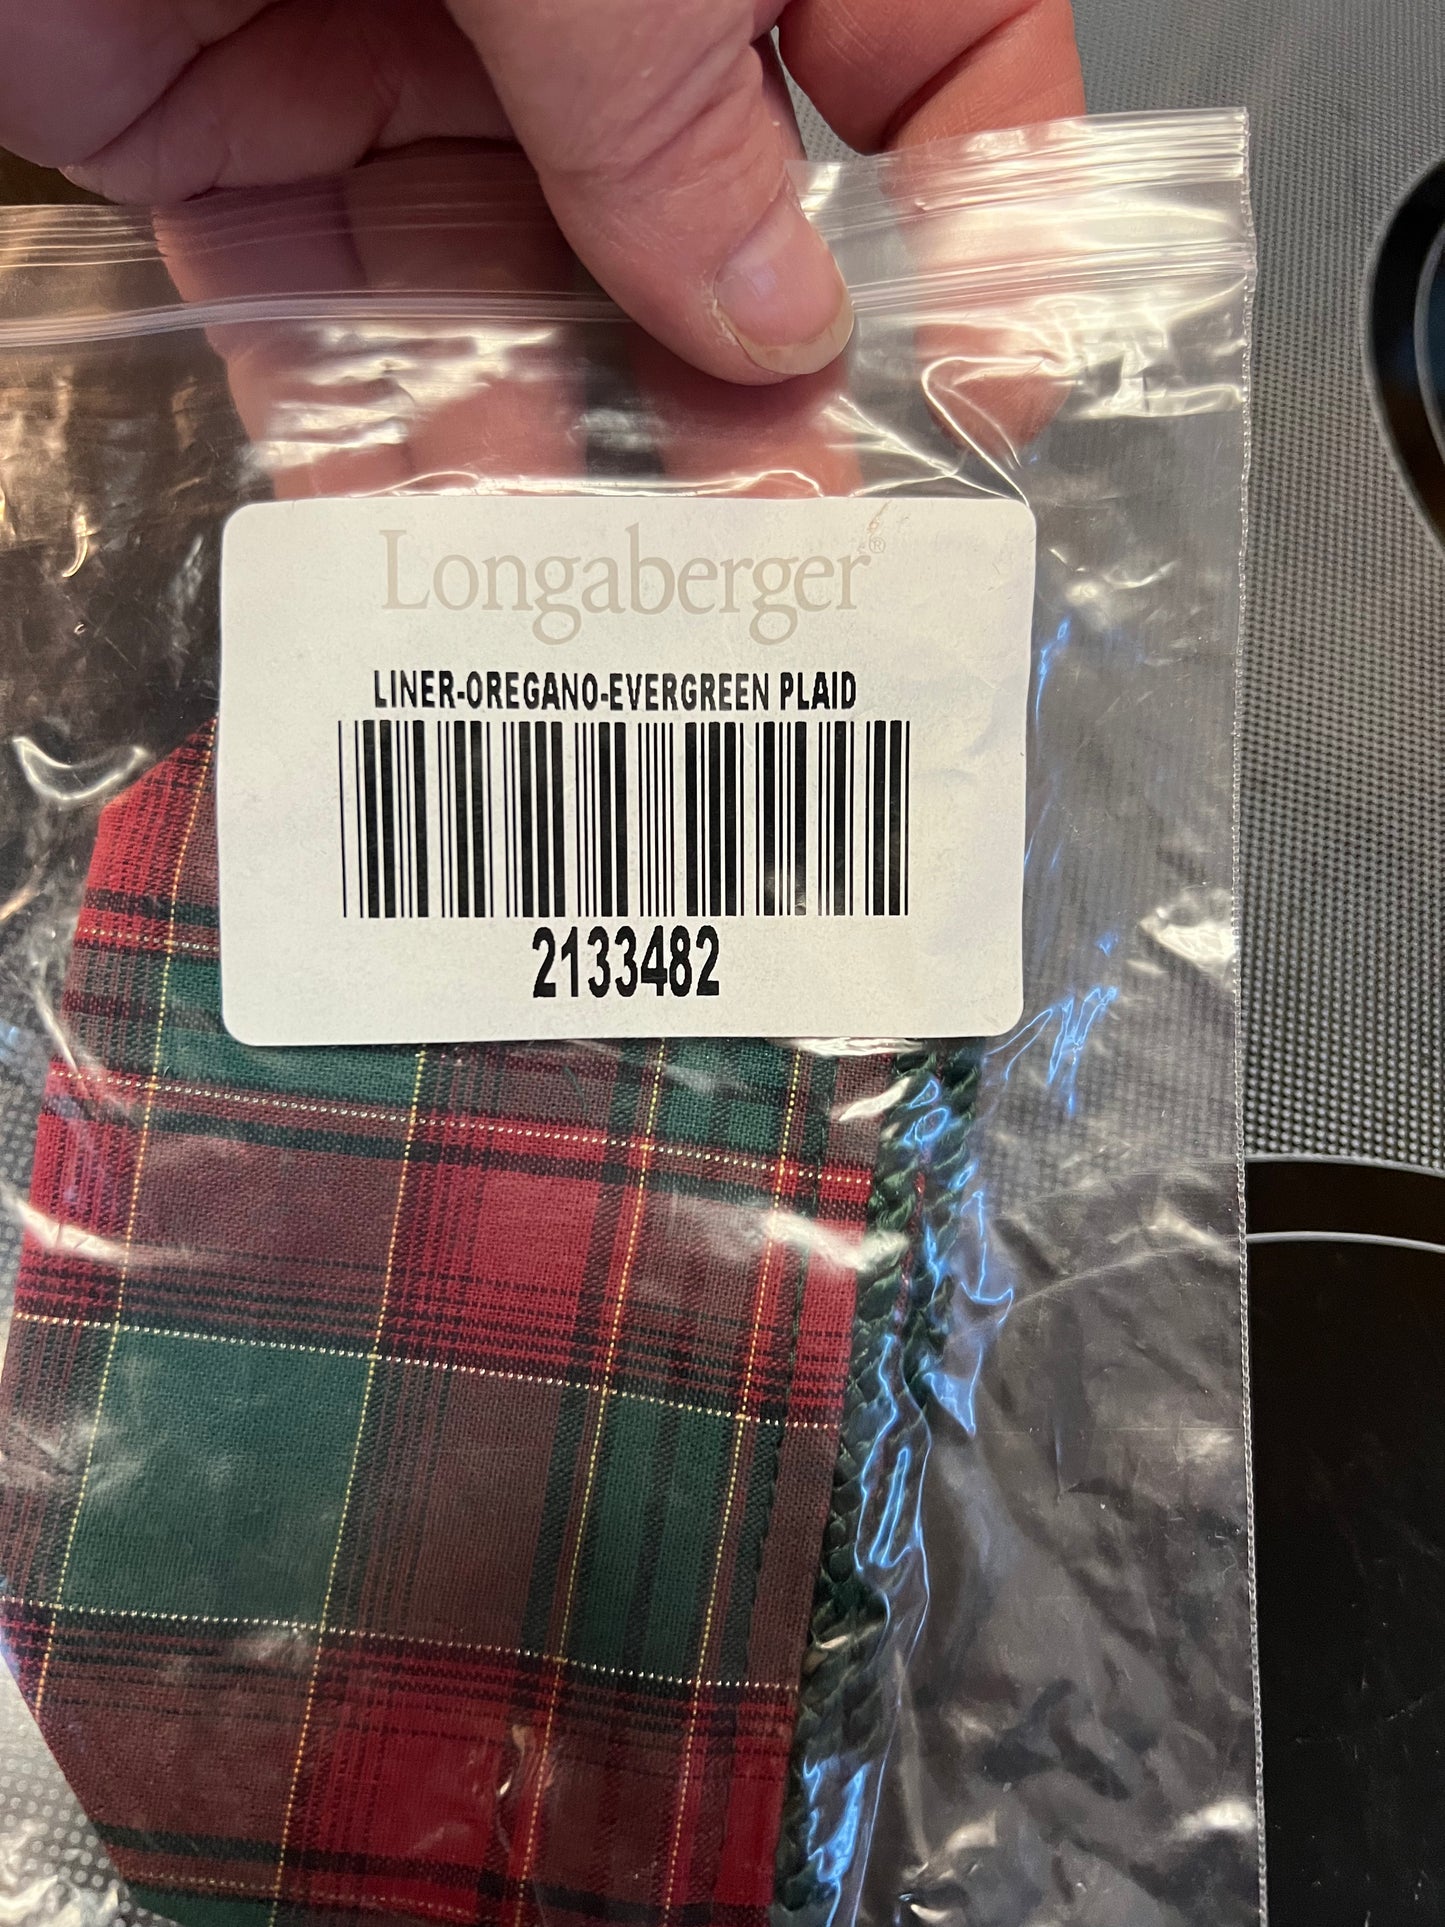 Longaberger®
LINER-OREGANO-EVERGREEN PLAID
2133482